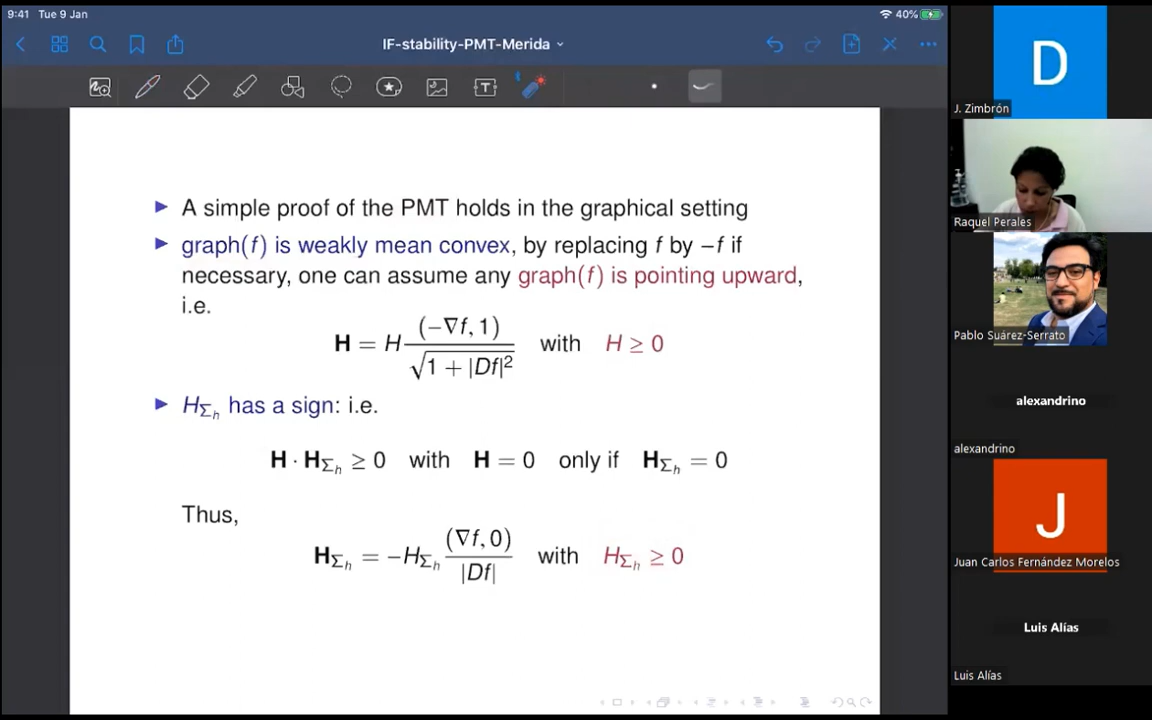 9:41 Tue 9 Jan
40%
IF-stability-PMT-Merida
T
A simple proof of the PMT holds in the graphical setting
graph(f) is weakly mean convex, by replacing f by −f if
necessary, one can assume any graph(f) is pointing upward,
i.e.
H = H (−∇f, 1) / √(1 + |Df|²) with H ≥ 0
H_{Σ_h} has a sign: i.e.
H · H_{Σ_h} ≥ 0 with H = 0 only if H_{Σ_h} = 0
Thus,
H_{Σ_h} = −H_{Σ_h} (∇f, 0) / |Df| with H_{Σ_h} ≥ 0
D
J. Zimbrón
Raquel Perales
Pablo Suárez-Serrato
alexandrino
alexandrino
J
Juan Carlos Fernández Morelos
Luis Alías
Luis Alías